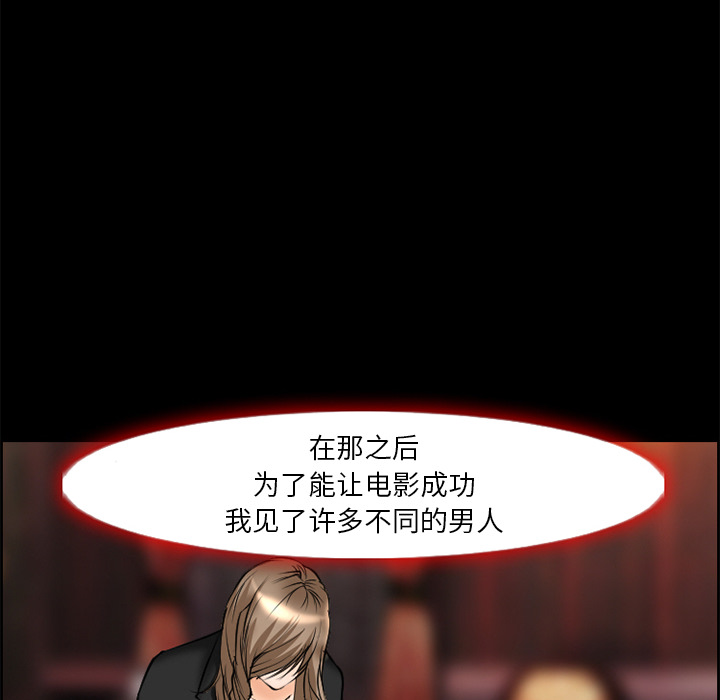 在那之后
为了能让电影成功
我见了许多不同的男人